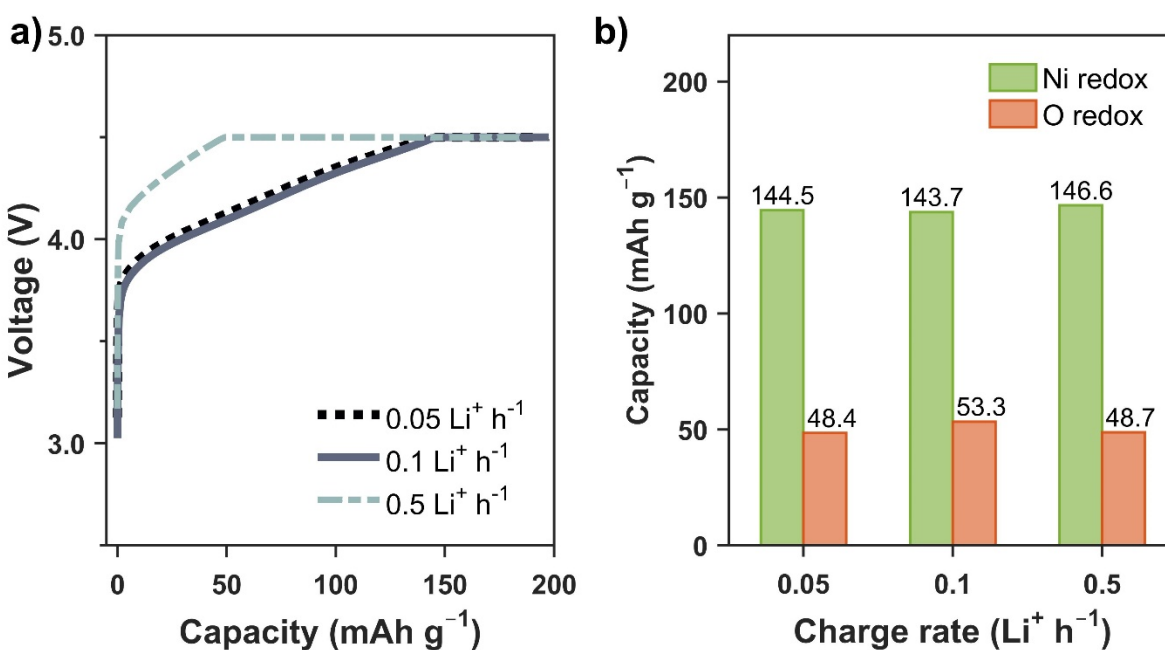 a)
5.0
4.0
3.0
Voltage (V)
0.05 Li⁺ h⁻¹
0.1 Li⁺ h⁻¹
0.5 Li⁺ h⁻¹
0 50 100 150 200
Capacity (mAh g⁻¹)
b)
Ni redox
O redox
200
150
100
50
0
Capacity (mAh g⁻¹)
144.5 143.7 146.6
48.4 53.3 48.7
0.05 0.1 0.5
Charge rate (Li⁺ h⁻¹)